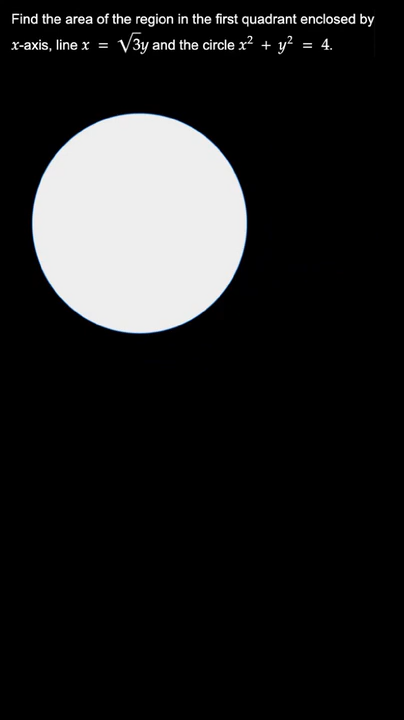 Find the area of the region in the first quadrant enclosed by
x-axis, line x = √3y and the circle x² + y² = 4.